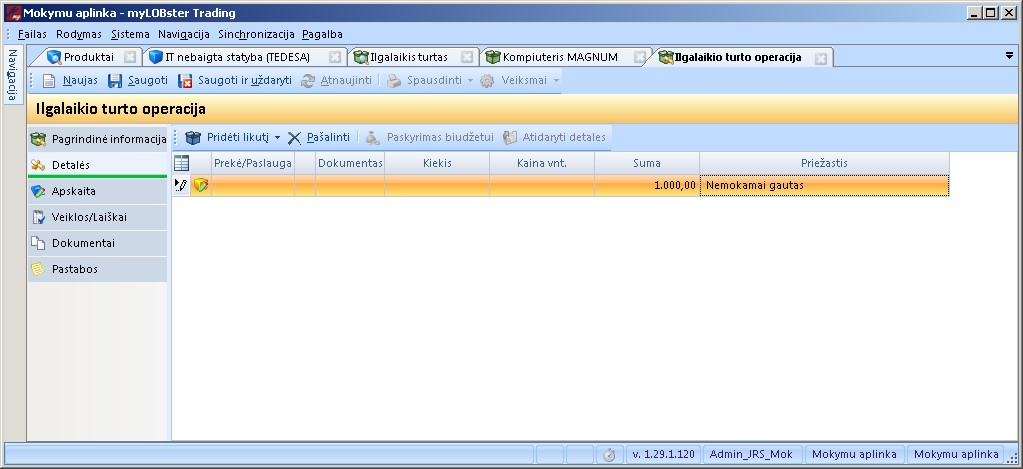 Mokymu aplinka - myLOBster Trading
Failas Rodymas Sistema Navigacija Sinchronizacija Pagalba
Navigacija
Produktai IT nebaigta statyba (TEDESA) Ilgalaikis turtas Kompiuteris MAGNUM Ilgalaikio turto operacija
Naujas Saugoti Saugoti ir uždaryti Atnaujinti Spausdinti Veiksmai
Ilgalaikio turto operacija
Pagrindinė informacija
Detalės
Apskaita
Veiklos/Laiškai
Dokumentai
Pastabos
Pridėti likutį Pašalinti Paskyrimas biudžetui Atidaryti detales
Prekė/Paslauga Dokumentas Kiekis Kaina vnt. Suma Priežastis
1.000,00 Nemokamai gautas
v. 1.29.1.120 Admin_JRS_Mok Mokymu aplinka Mokymu aplinka